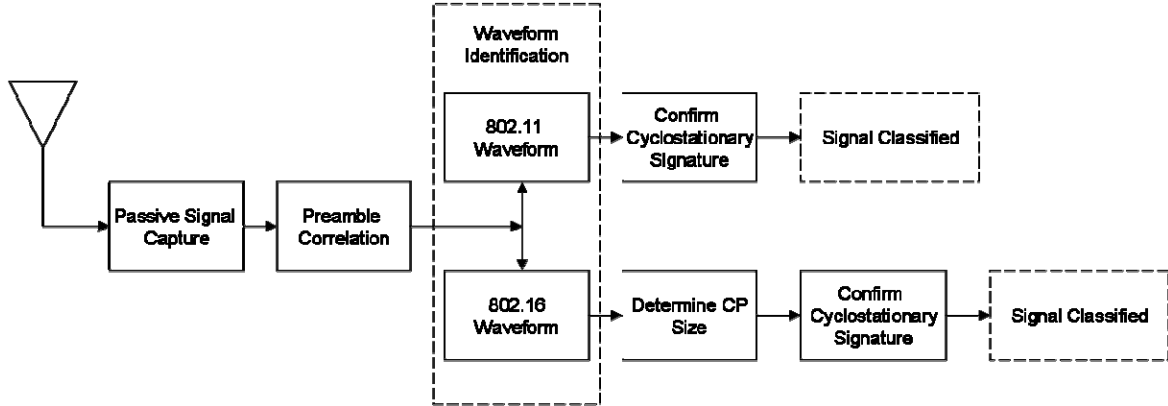 Waveform
Identification
802.11
Waveform
Confirm
Cyclostationary
Signature
Signal Classified
Passive Signal
Capture
Preamble
Correlation
802.16
Waveform
Determine CP
Size
Confirm
Cyclostationary
Signature
Signal Classified